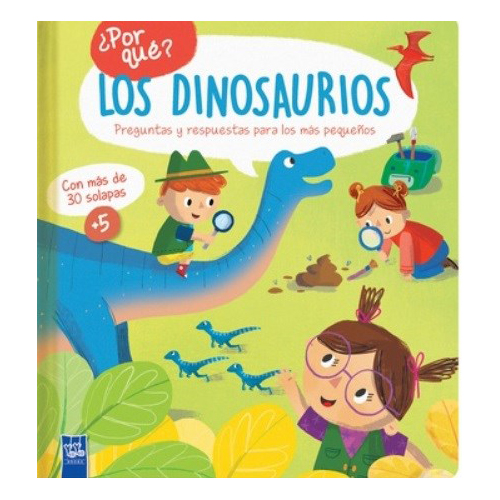 ¿Por
qué?
LOS DINOSAURIOS
Preguntas y respuestas para los más pequeños
Con más de
30 solapas
+5